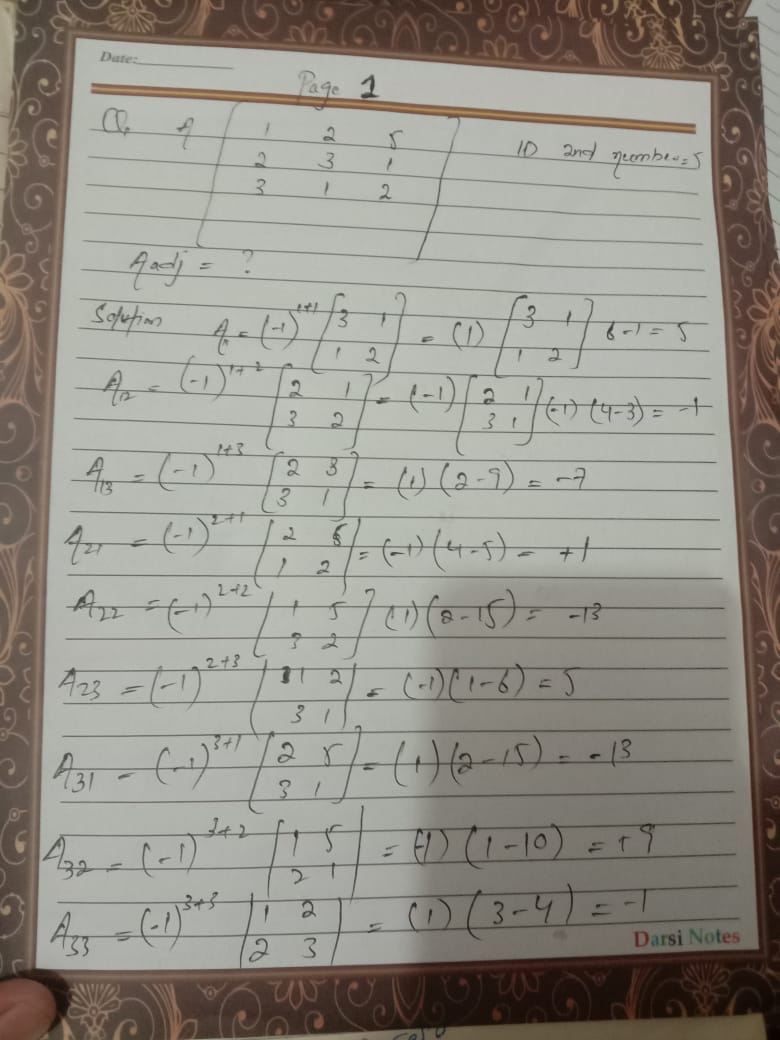 Date:
Page 1
Q. A [ 1 2 5
2 3 1 ID 2nd number = 5
3 1 2 ]
A adj = ?
Solution A₁₁ = (-1)^1+1 [3 1 / 1 2] = (1) [3 1 / 1 2] 6-1 = 5
A₁₂ = (-1)^1+2 [2 1 / 3 2] = (-1) [2 1 / 3 1] (-1) (4-3) = -1
A₁₃ = (-1)^1+3 [2 3 / 3 1] = (1) (2-9) = -7
A₂₁ = (-1)^2+1 [2 5 / 1 2] = (-1) (4-5) = +1
A₂₂ = (-1)^2+2 [1 5 / 3 2] (1) (2-15) = -13
A₂₃ = (-1)^2+3 [1 2 / 3 1] = (-1) (1-6) = 5
A₃₁ = (-1)^3+1 [2 5 / 3 1] = (1) (2-15) = -13
A₃₂ = (-1)^3+2 [1 5 / 2 1] = (-1) (1-10) = +9
A₃₃ = (-1)^3+3 |1 2 / 2 3| = (1) (3-4) = -1
Darsi Notes